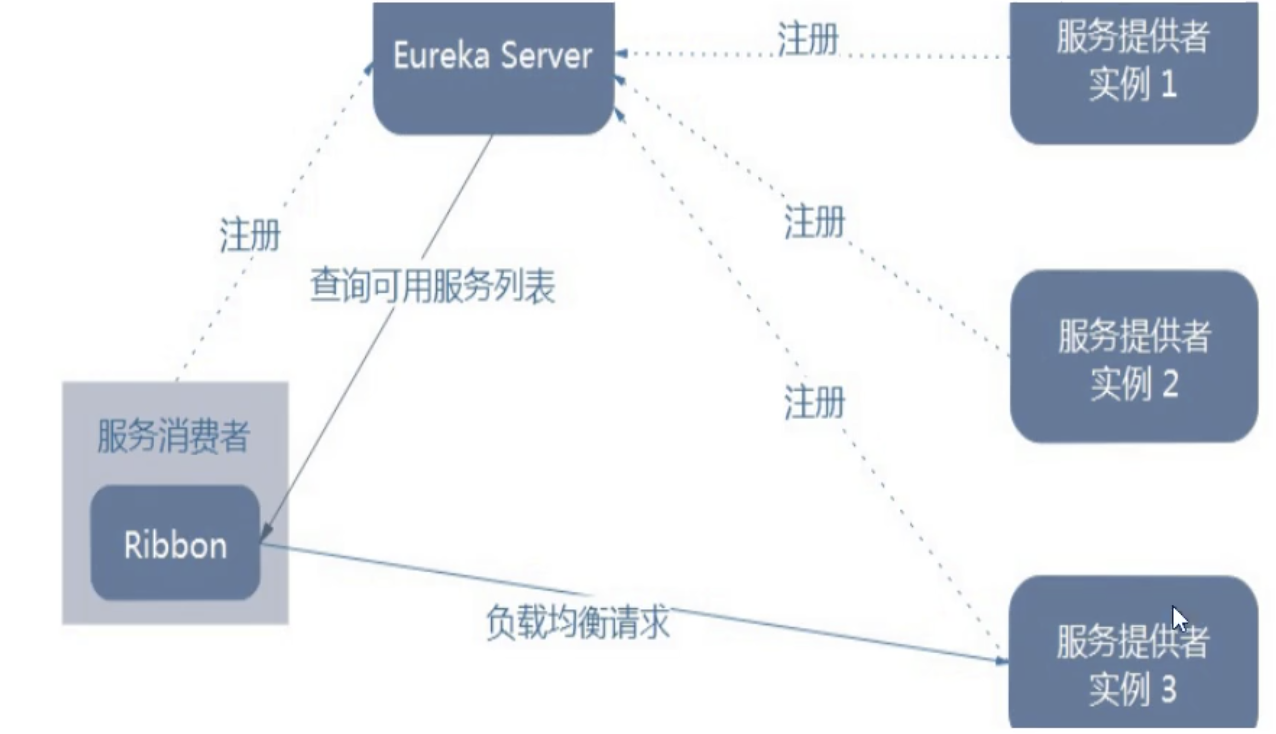 Eureka Server
注册
服务提供者
实例 1
注册
注册
查询可用服务列表
服务提供者
实例 2
注册
服务消费者
Ribbon
负载均衡请求
服务提供者
实例 3